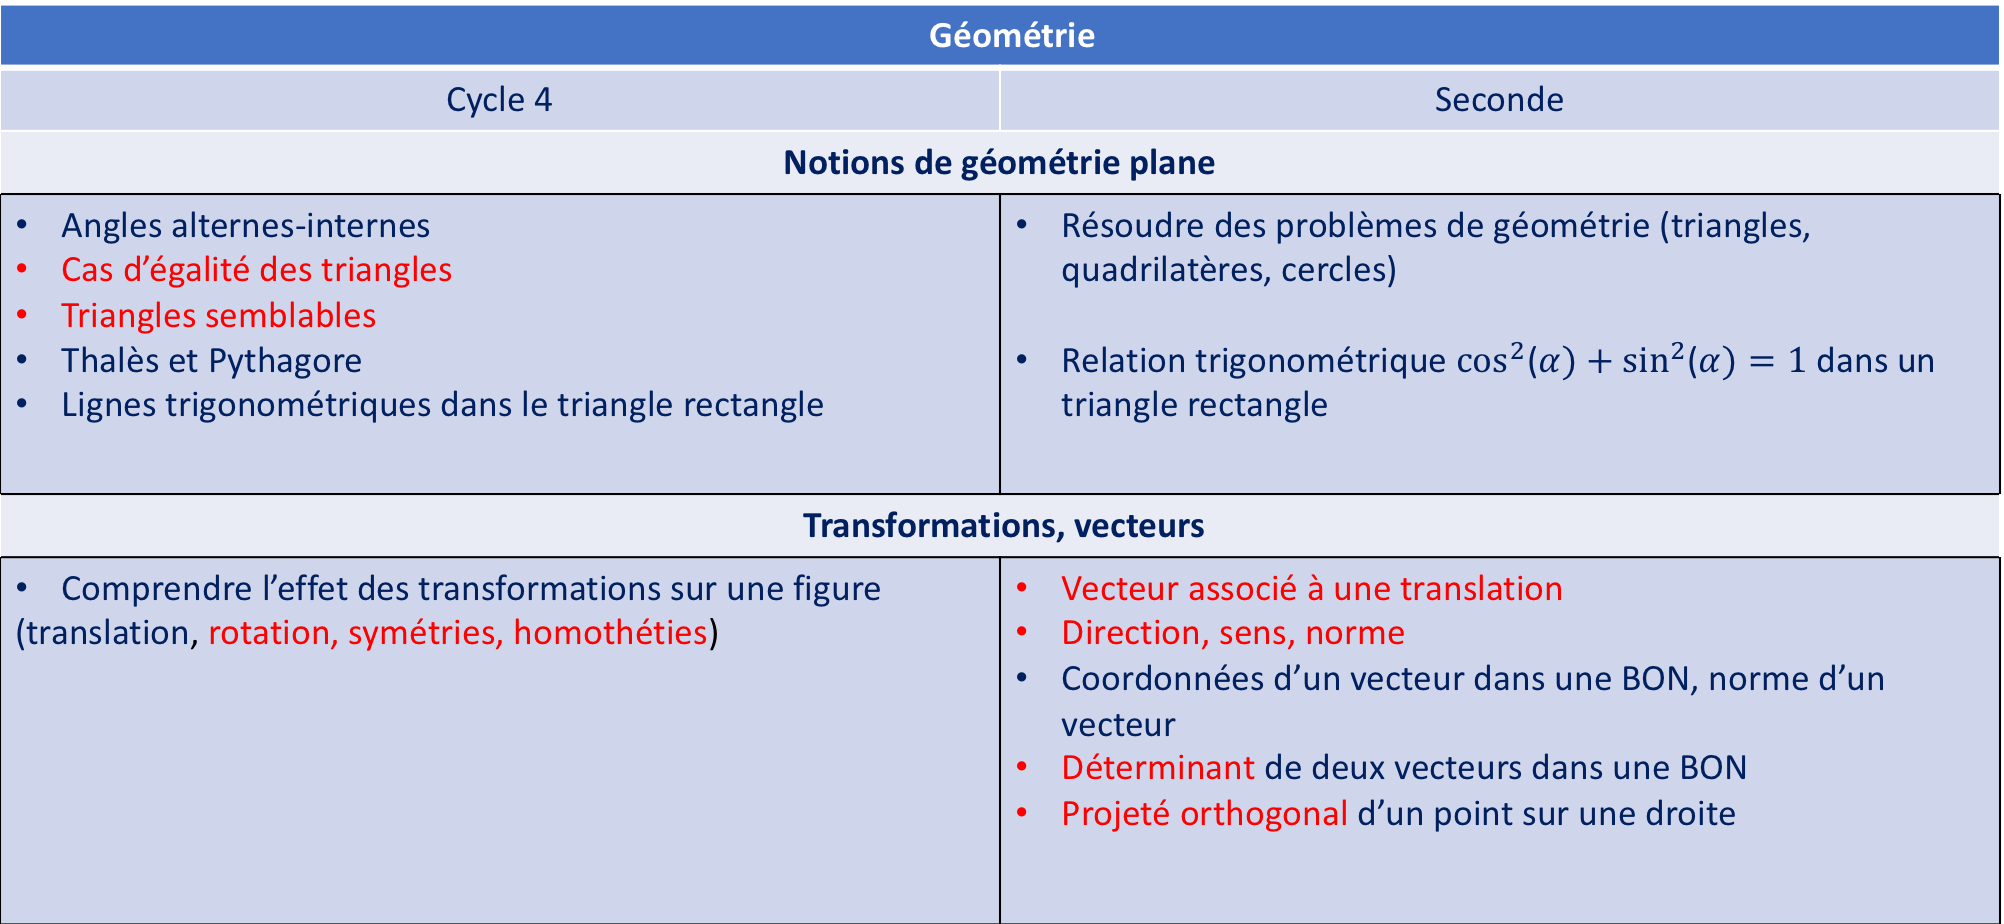 Géométrie
Cycle 4
Seconde
Notions de géométrie plane
• Angles alternes-internes
• Cas d’égalité des triangles
• Triangles semblables
• Thalès et Pythagore
• Lignes trigonométriques dans le triangle rectangle
• Résoudre des problèmes de géométrie (triangles,
quadrilatères, cercles)
• Relation trigonométrique cos²(α) + sin²(α) = 1 dans un
triangle rectangle
Transformations, vecteurs
• Comprendre l’effet des transformations sur une figure
(translation, rotation, symétries, homothéties)
• Vecteur associé à une translation
• Direction, sens, norme
• Coordonnées d’un vecteur dans une BON, norme d’un
vecteur
• Déterminant de deux vecteurs dans une BON
• Projeté orthogonal d’un point sur une droite